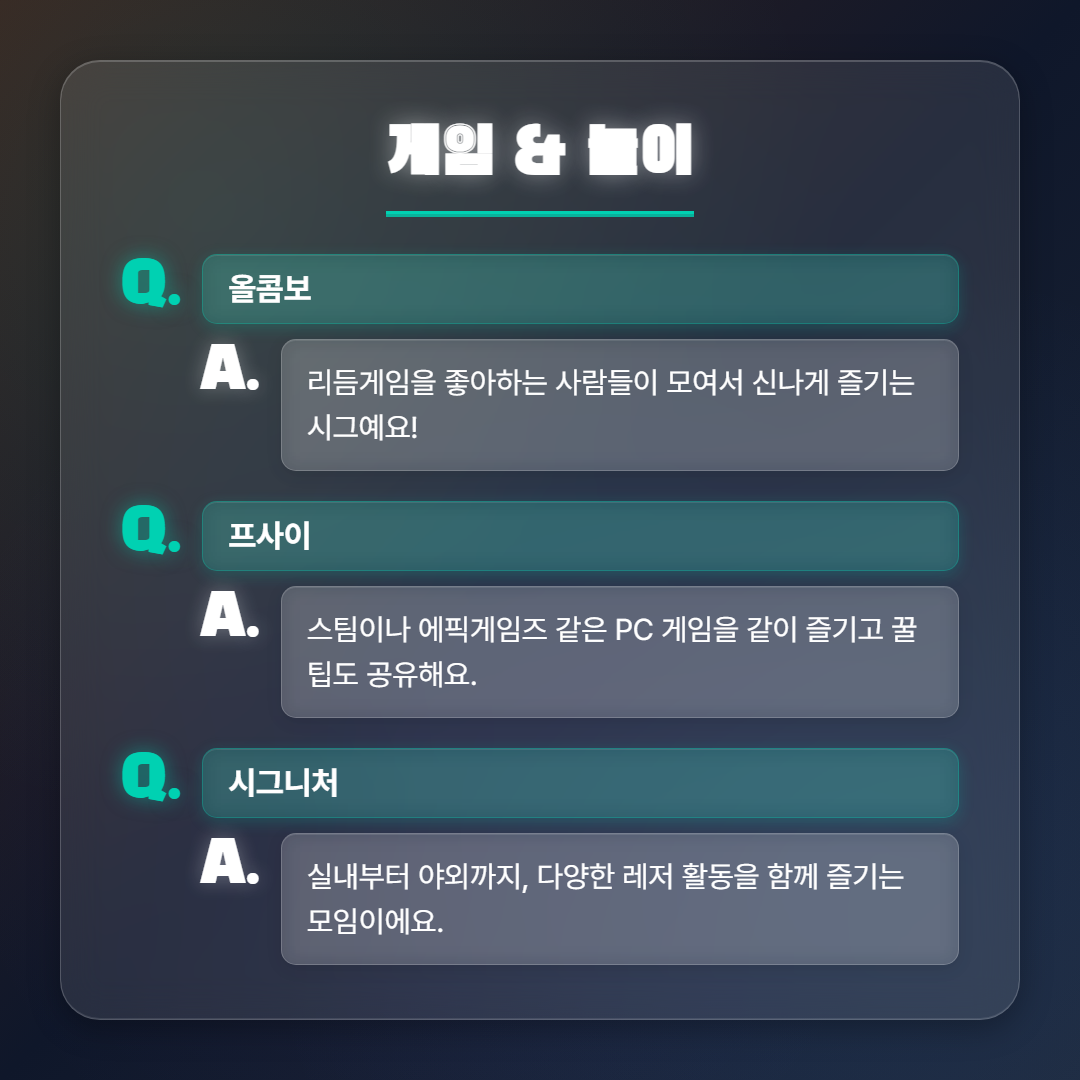 게임 & 놀이
Q. 올콤보
A. 리듬게임을 좋아하는 사람들이 모여서 신나게 즐기는
시그예요!
Q. 프사이
A. 스팀이나 에픽게임즈 같은 PC 게임을 같이 즐기고 꿀
팁도 공유해요.
Q. 시그니처
A. 실내부터 야외까지, 다양한 레저 활동을 함께 즐기는
모임이에요.